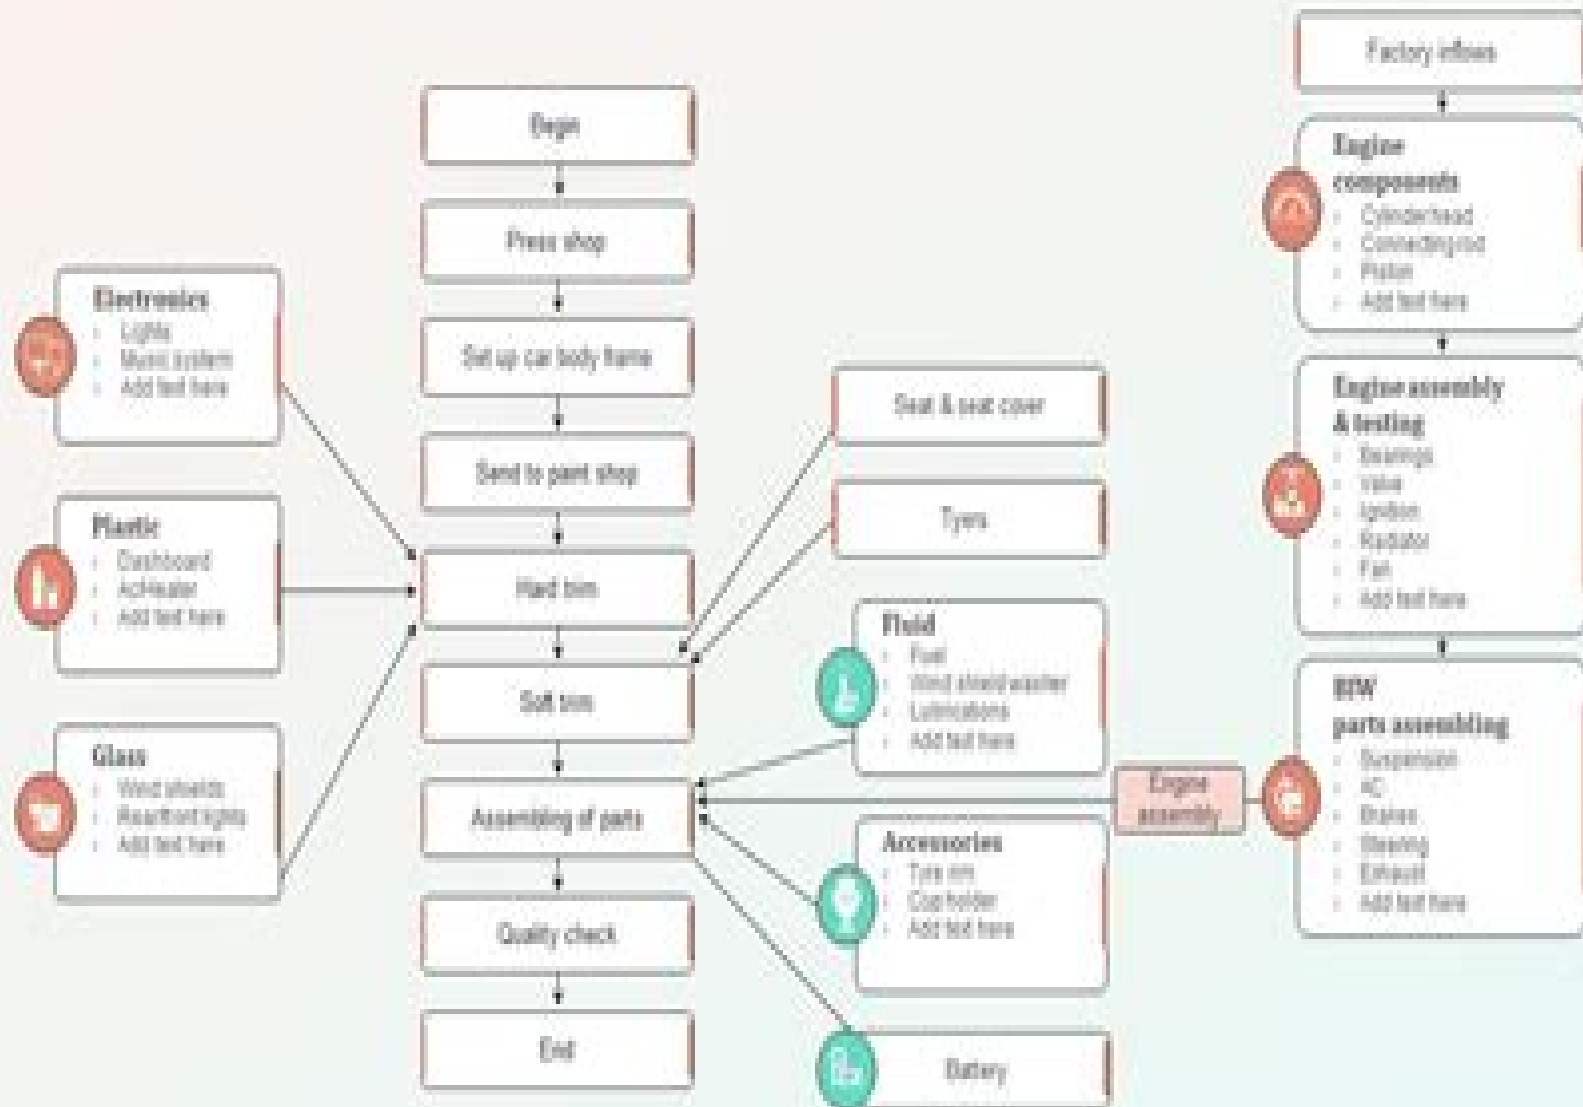 Begin
Press shop
Set up car body frame
Send to paint shop
Hard trim
Soft trim
Assembling of parts
Quality check
End
Electronics
Lights
Music system
Add text here
Plastic
Dashboard
Ac/Heater
Add text here
Glass
Wind shields
Rear/front lights
Add text here
Seat & seat cover
Tyers
Fluid
Fuel
Wind shield washer
Lubrications
Add text here
Accessories
Tyre rim
Cup holder
Add text here
Battery
Engine
assembly
Factory inflows
Engine
components
Cylinder head
Connecting rod
Piston
Add text here
Engine assembly
& testing
Bearings
Valve
Ignition
Radiator
Fan
Add text here
BIW
parts assembling
Suspension
AC
Brakes
Steering
Exhaust
Add text here